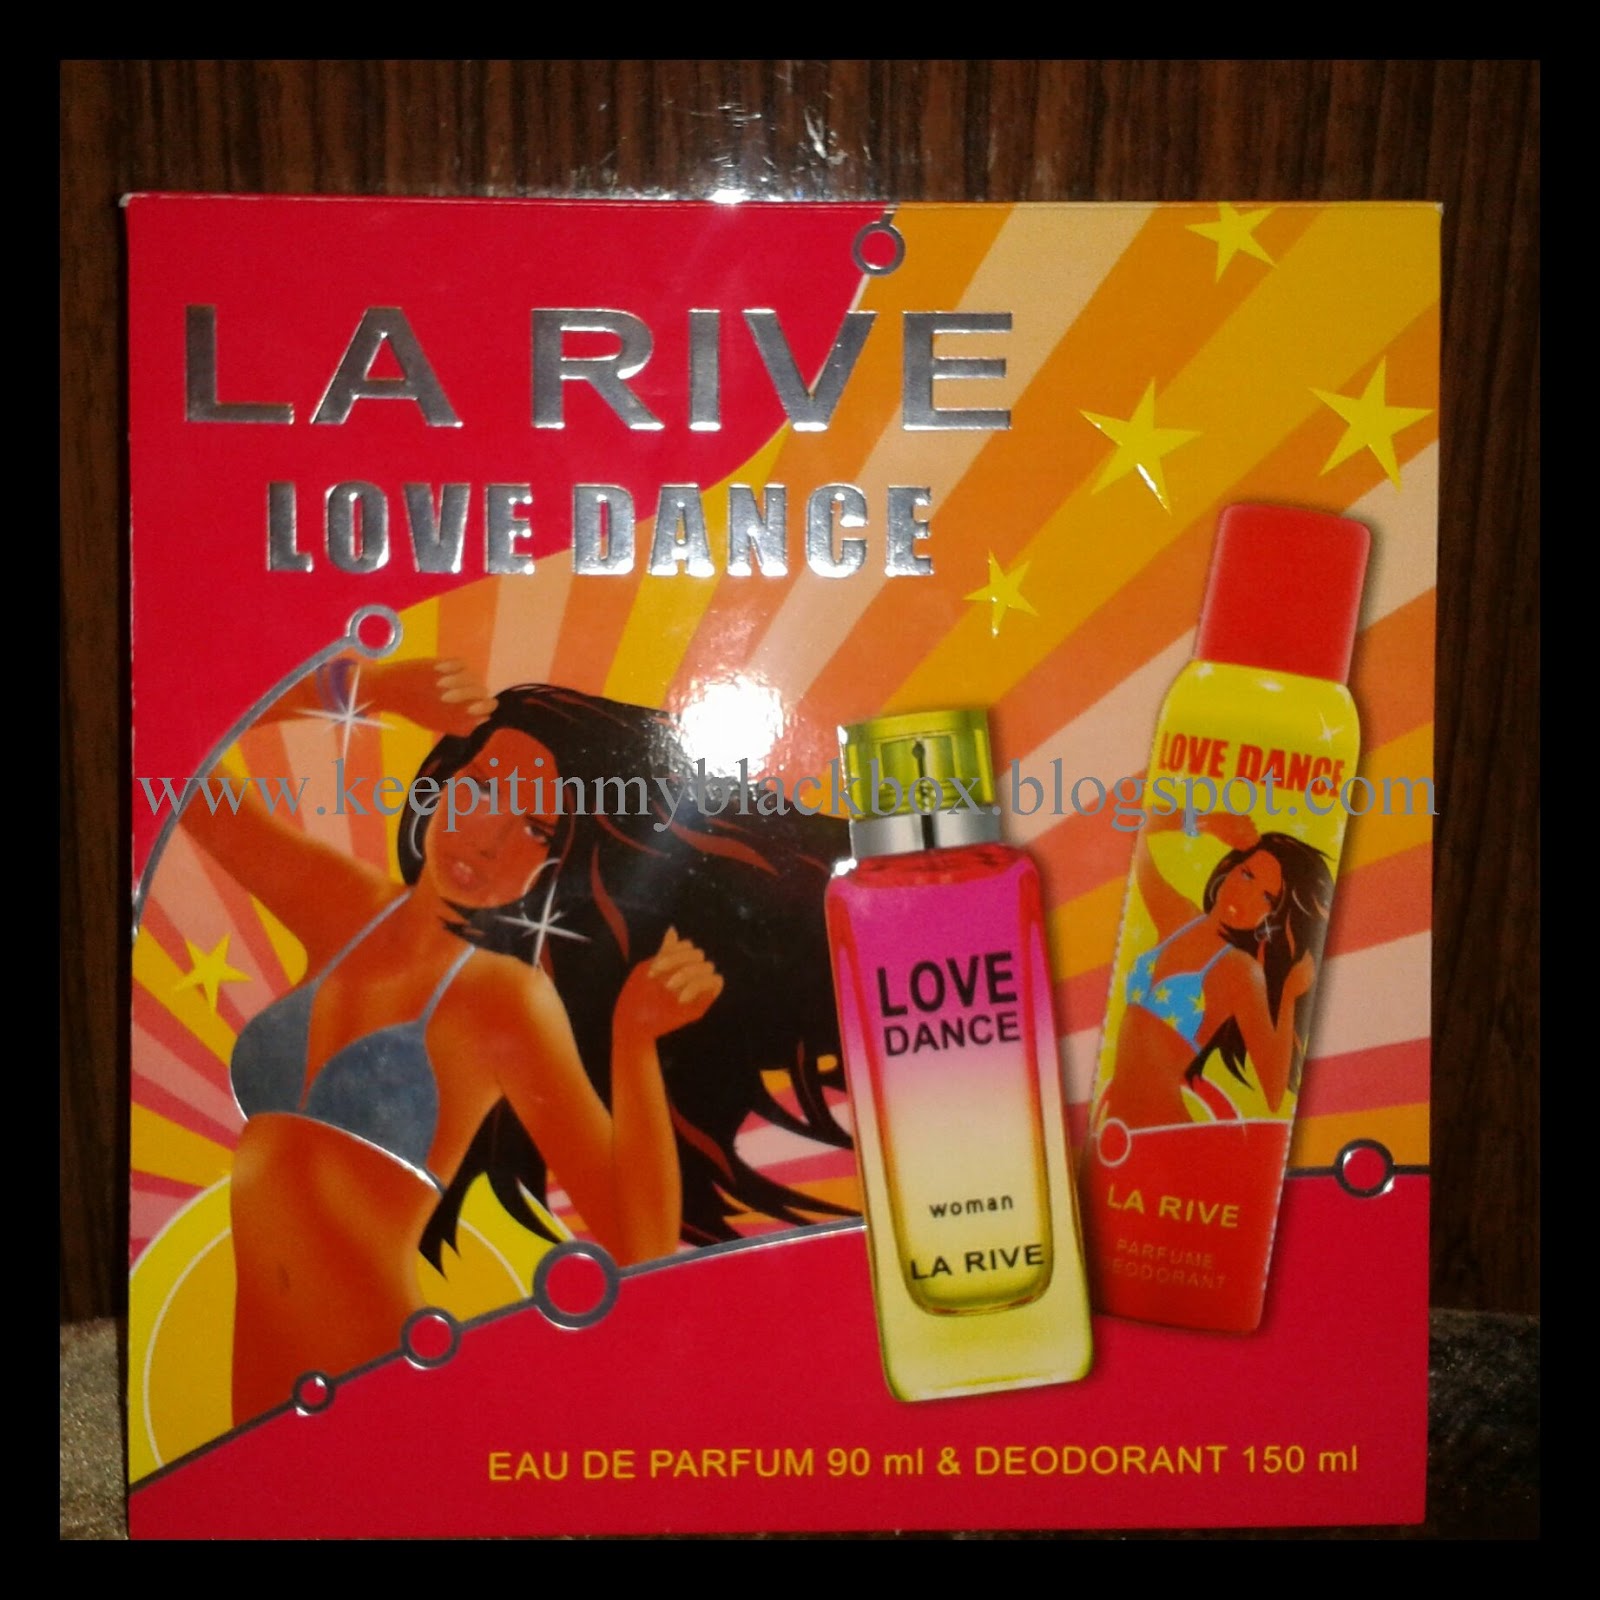 LA RIVE
LOVE DANCE
www.keepitinmyblackbox.blogspot.com
LOVE DANCE
LOVE
DANCE
woman
LA RIVE
LA RIVE
PARFUME
DEODORANT
EAU DE PARFUM 90 ml & DEODORANT 150 ml